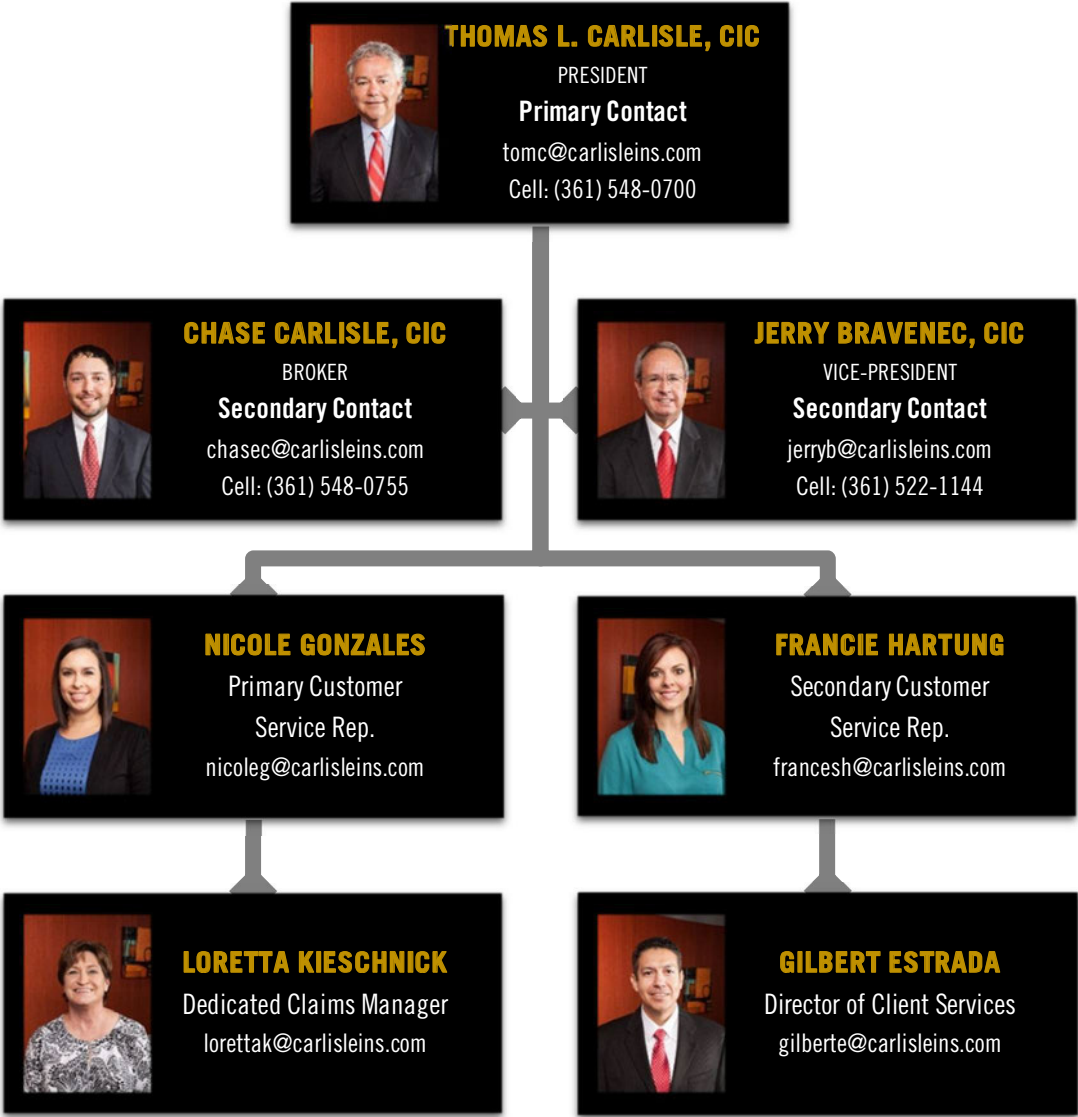 THOMAS L. CARLISLE, CIC
PRESIDENT
Primary Contact
tomc@carlisleins.com
Cell: (361) 548-0700
CHASE CARLISLE, CIC
BROKER
Secondary Contact
chasec@carlisleins.com
Cell: (361) 548-0755
JERRY BRAVENEC, CIC
VICE-PRESIDENT
Secondary Contact
jerryb@carlisleins.com
Cell: (361) 522-1144
NICOLE GONZALES
Primary Customer
Service Rep.
nicoleg@carlisleins.com
FRANCIE HARTUNG
Secondary Customer
Service Rep.
francesh@carlisleins.com
LORETTA KIESCHNICK
Dedicated Claims Manager
lorettak@carlisleins.com
GILBERT ESTRADA
Director of Client Services
gilberte@carlisleins.com